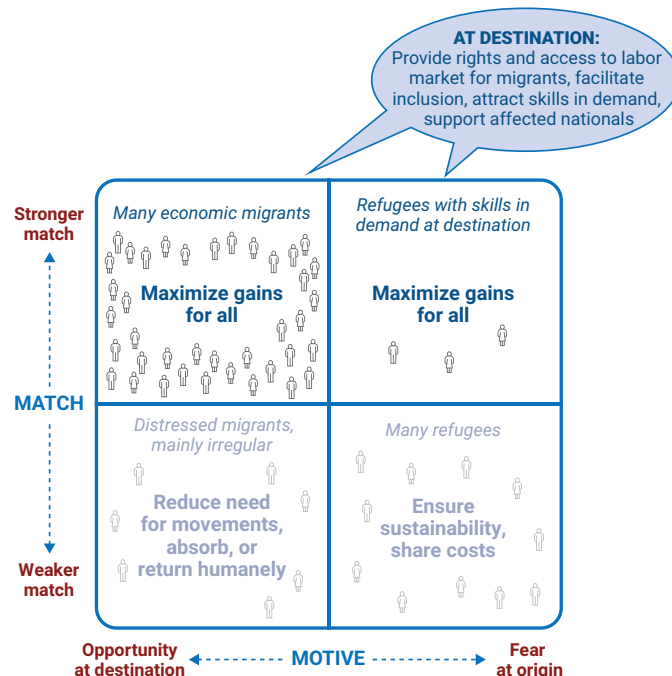 AT DESTINATION:
Provide rights and access to labor
market for migrants, facilitate
inclusion, attract skills in demand,
support affected nationals
Stronger
match
Many economic migrants
Refugees with skills in
demand at destination
Maximize gains
for all
Maximize gains
for all
MATCH
Distressed migrants,
mainly irregular
Many refugees
Reduce need
for movements,
absorb, or
return humanely
Ensure
sustainability,
share costs
Weaker
match
Opportunity
at destination
MOTIVE
Fear
at origin